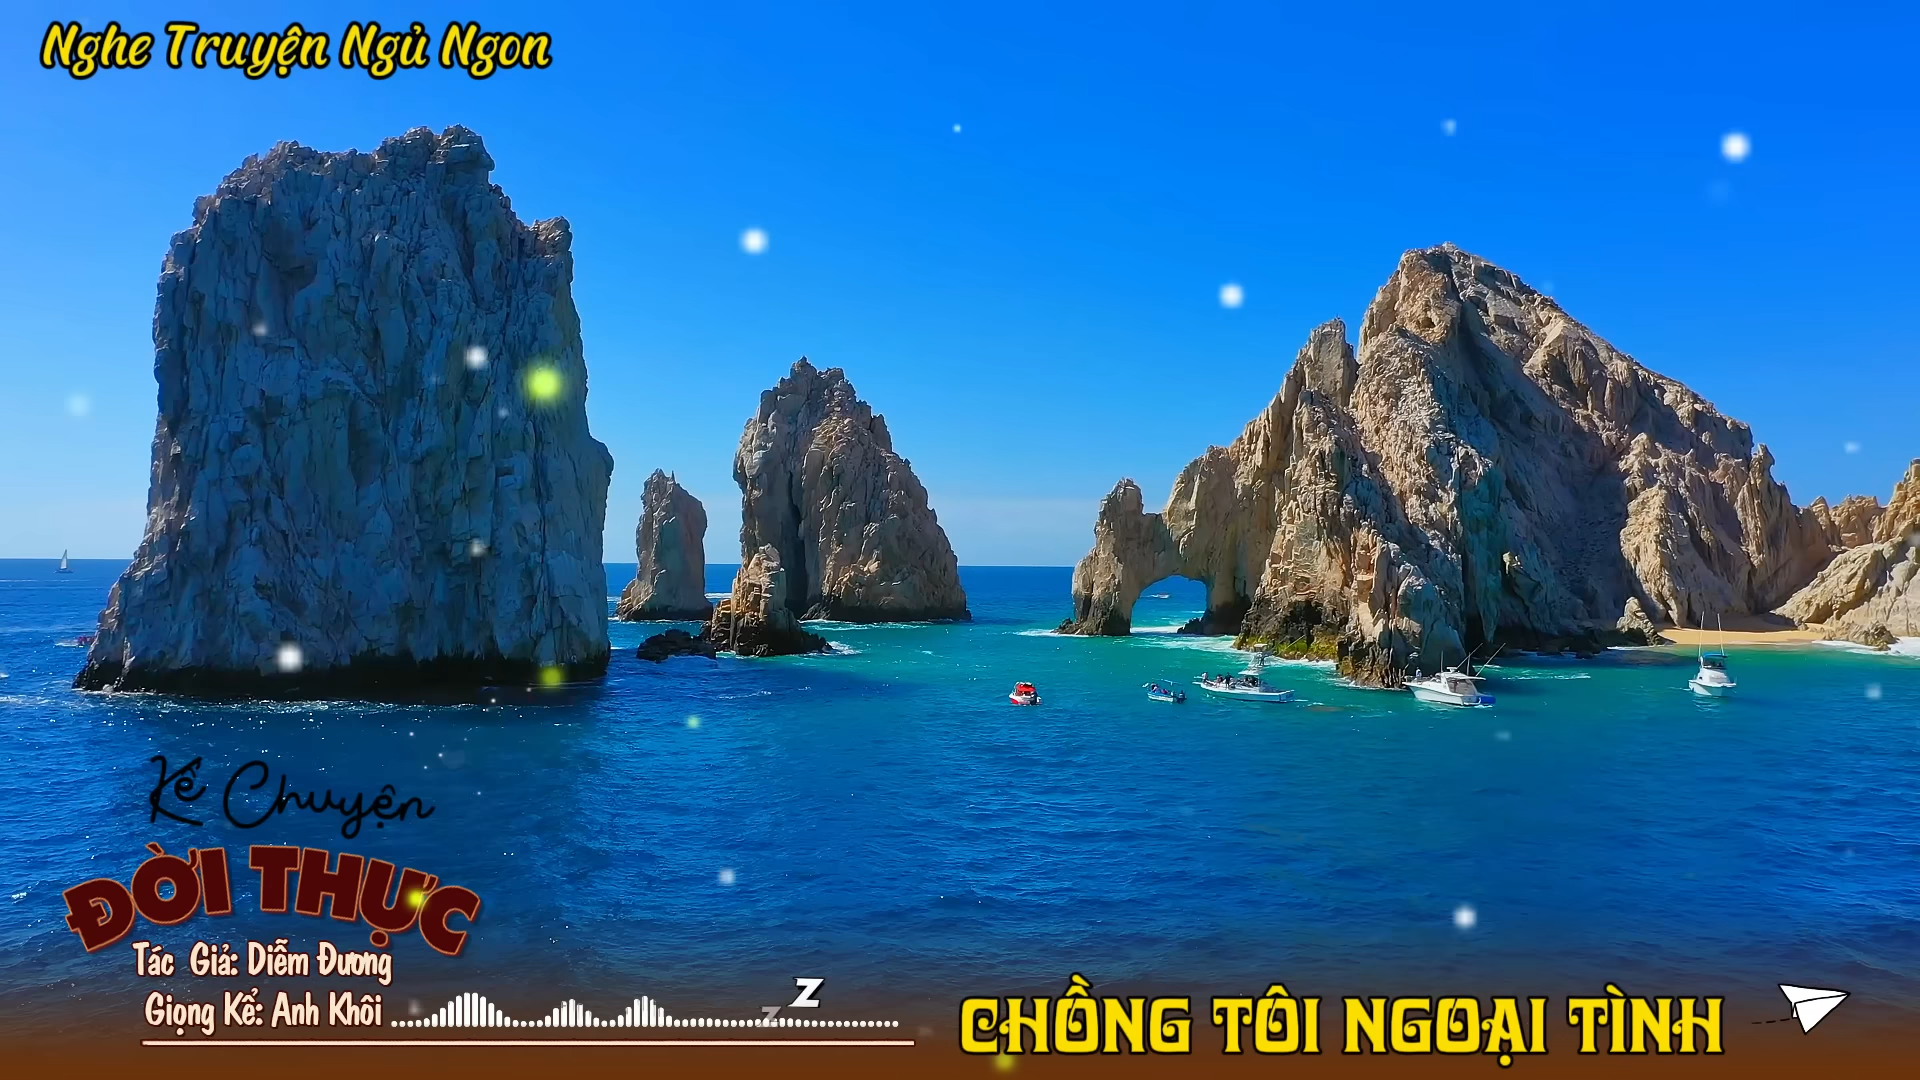 Nghe Truyện Ngủ Ngon
Kể Chuyện
ĐỜI THỰC
Tác Giả: Diễm Đương
Giọng Kể: Anh Khôi
z z
CHỒNG TÔI NGOẠI TÌNH